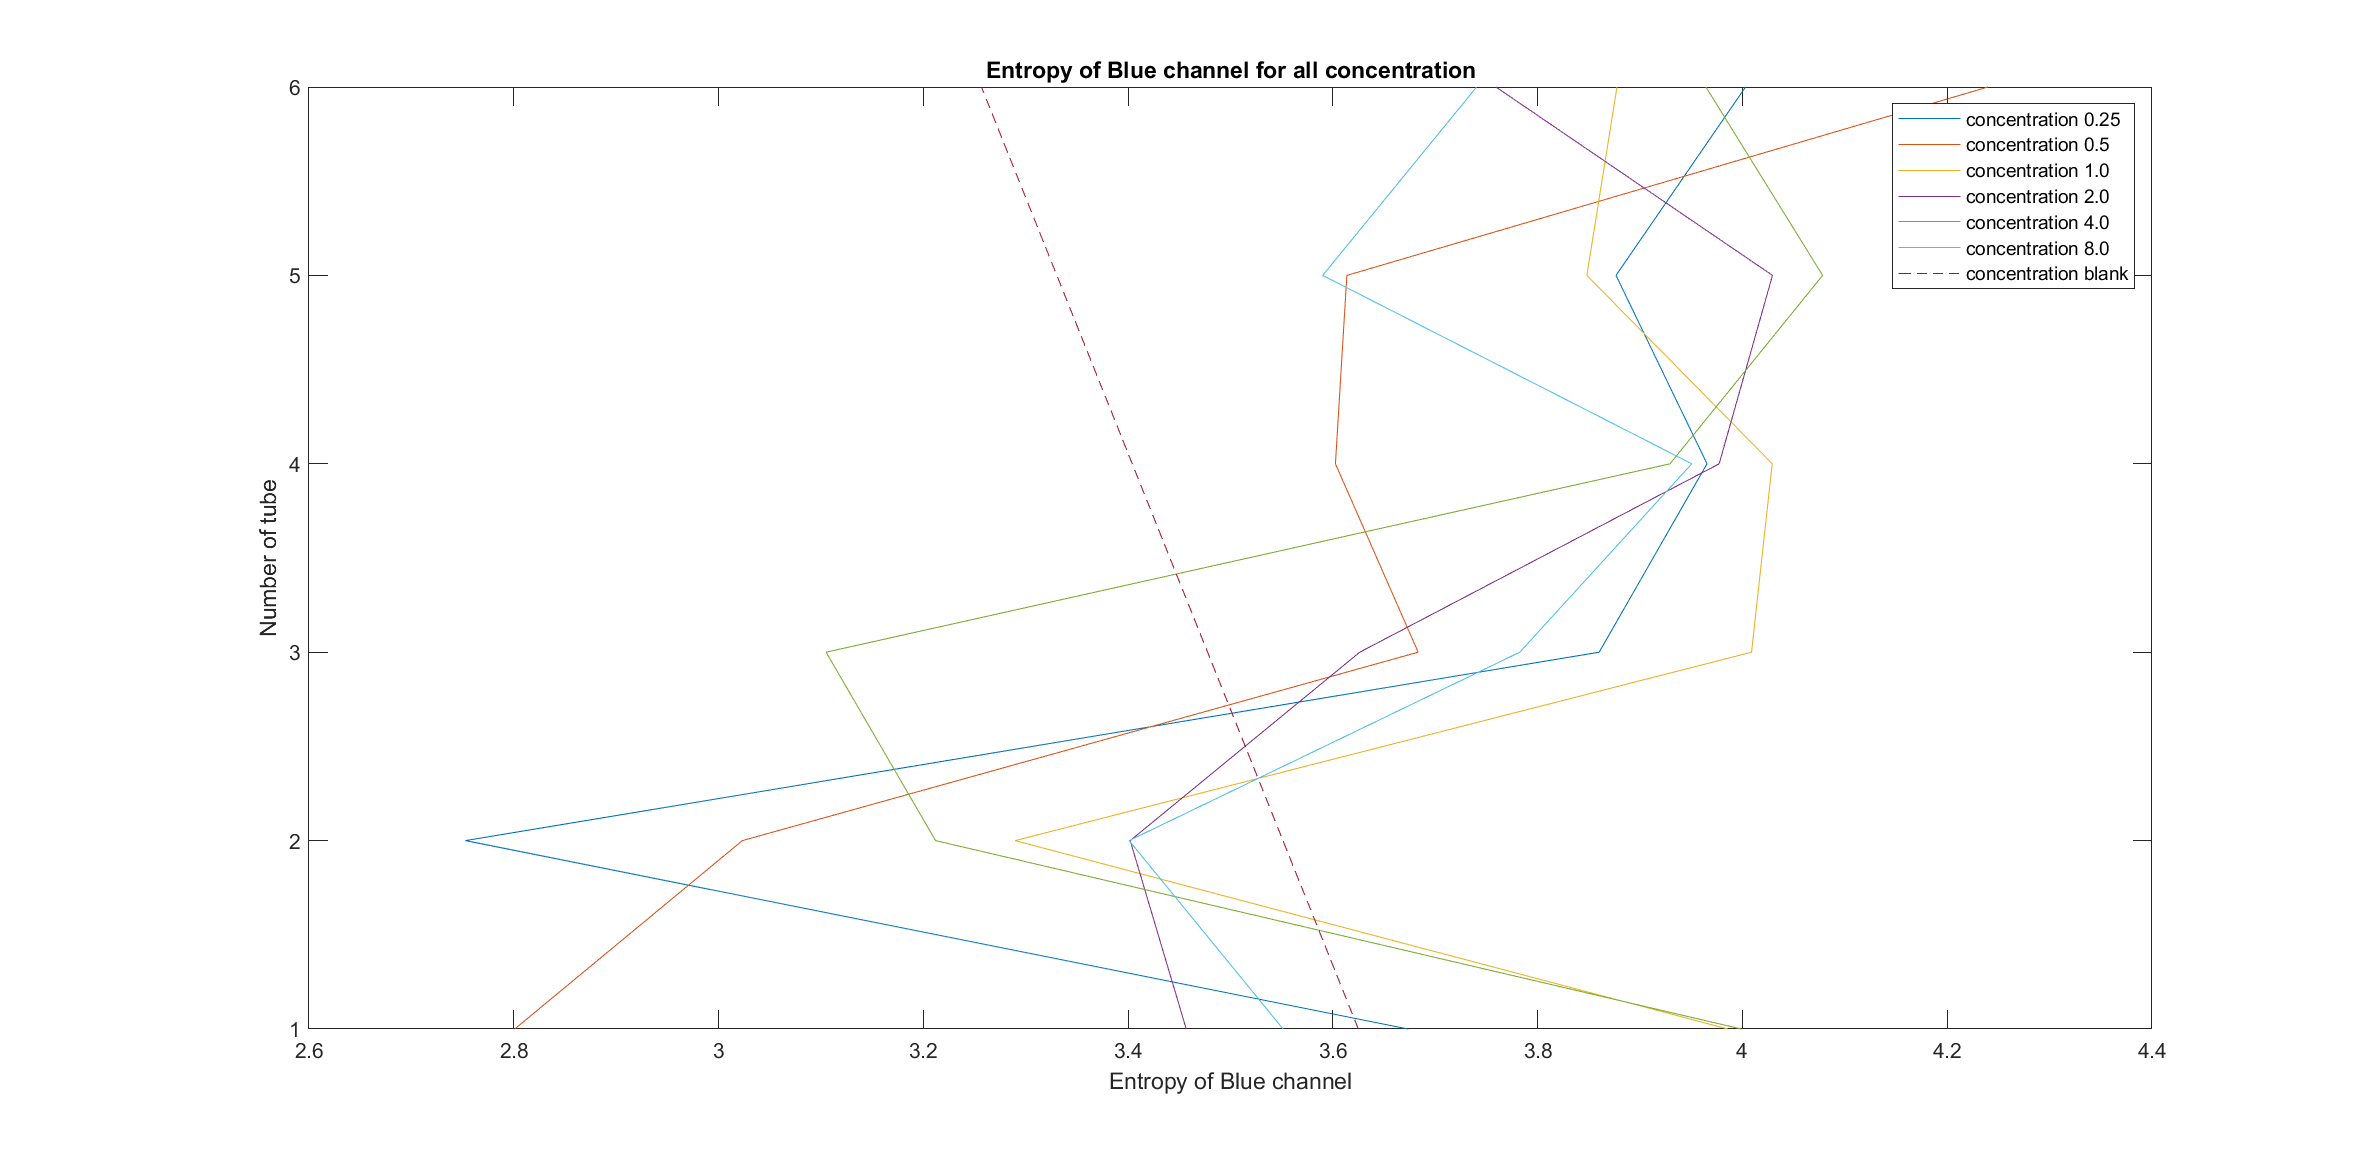 Entropy of Blue channel for all concentration
6
5
4
3
2
1
Number of tube
concentration 0.25
concentration 0.5
concentration 1.0
concentration 2.0
concentration 4.0
concentration 8.0
concentration blank
2.6 2.8 3 3.2 3.4 3.6 3.8 4 4.2 4.4
Entropy of Blue channel